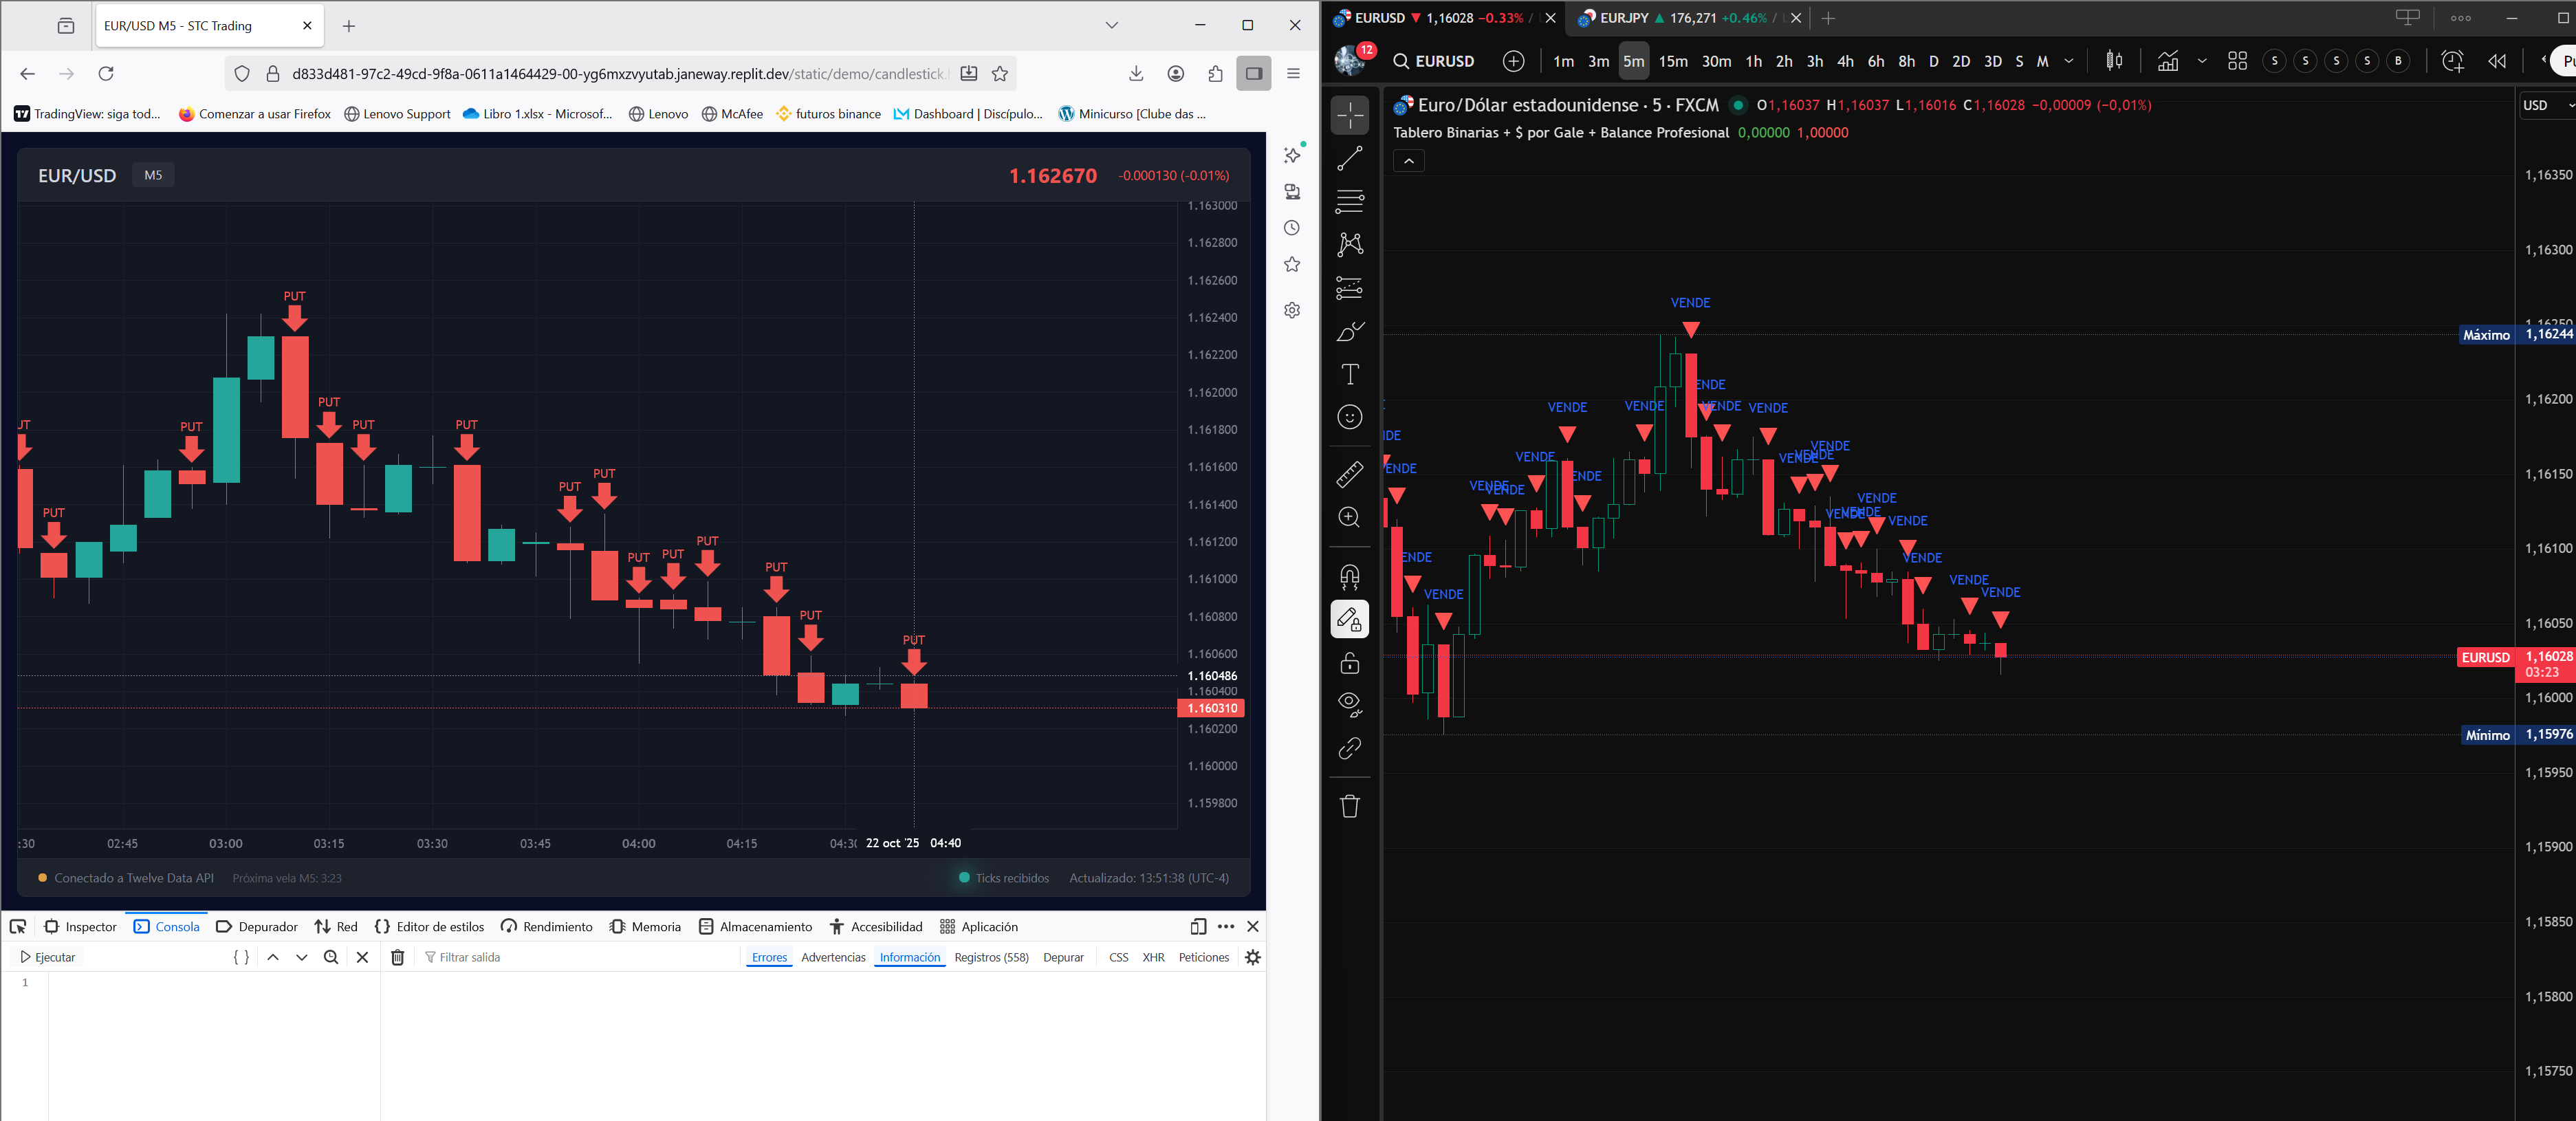 EUR/USD M5 - STC Trading
d833d481-97c2-49cd-9f8a-0611a1464429-00-yg6mxzvyutab.janeway.replit.dev/static/demo/candlestick.
TradingView: siga tod...
Comenzar a usar Firefox
Lenovo Support
Libro 1.xlsx - Microsof...
Lenovo
McAfee
futuros binance
Dashboard | Discípulo...
Minicurso [Clube das ...
EUR/USD M5
1.162670 -0.000130 (-0.01%)
1.163000
1.162800
1.162600
1.162400
1.162200
1.162000
1.161800
1.161600
1.161400
1.161200
1.161000
1.160800
1.160600
1.160486
1.160400
1.160310
1.160200
1.160000
1.159800
PUT
PUT
PUT
PUT
UT
PUT
PUT
PUT
PUT
PUT
PUT
PUT
PUT
PUT
PUT
PUT
:30 02:45 03:00 03:15 03:30 03:45 04:00 04:15 04:30 22 oct '25 04:40
Conectado a Twelve Data API Próxima vela M5: 3:23 Ticks recibidos Actualizado: 13:51:38 (UTC-4)
Inspector Consola Depurador Red Editor de estilos Rendimiento Memoria Almacenamiento Accesibilidad Aplicación
Ejecutar Filtrar salida Errores Advertencias Información Registros (558) Depurar CSS XHR Peticiones
1
EURUSD 1,16028 −0.33% /
EURJPY 176,271 +0.46% /
12
EURUSD 1m 3m 5m 15m 30m 1h 2h 3h 4h 6h 8h D 2D 3D S M S S S S B Pu
Euro/Dólar estadounidense · 5 · FXCM O1,16037 H1,16037 L1,16016 C1,16028 −0,00009 (−0,01%)
USD
Tablero Binarias + $ por Gale + Balance Profesional 0,00000 1,00000
1,16350
1,16300
1,16250
Máximo 1,16244
1,16200
1,16150
1,16100
1,16050
EURUSD 1,16028
03:23
1,16000
Mínimo 1,15976
1,15950
1,15900
1,15850
1,15800
1,15750
VENDE
ENDE
VENDE
VENDE
VENDE
VENDE
IDE
VENDE
VENDE
VENDE
VENDE
ENDE
ENDE
VENDE
VENDE
VENDE
VENDE
VENDE
VENDE
ENDE
VENDE
VENDE
VENDE
VENDE